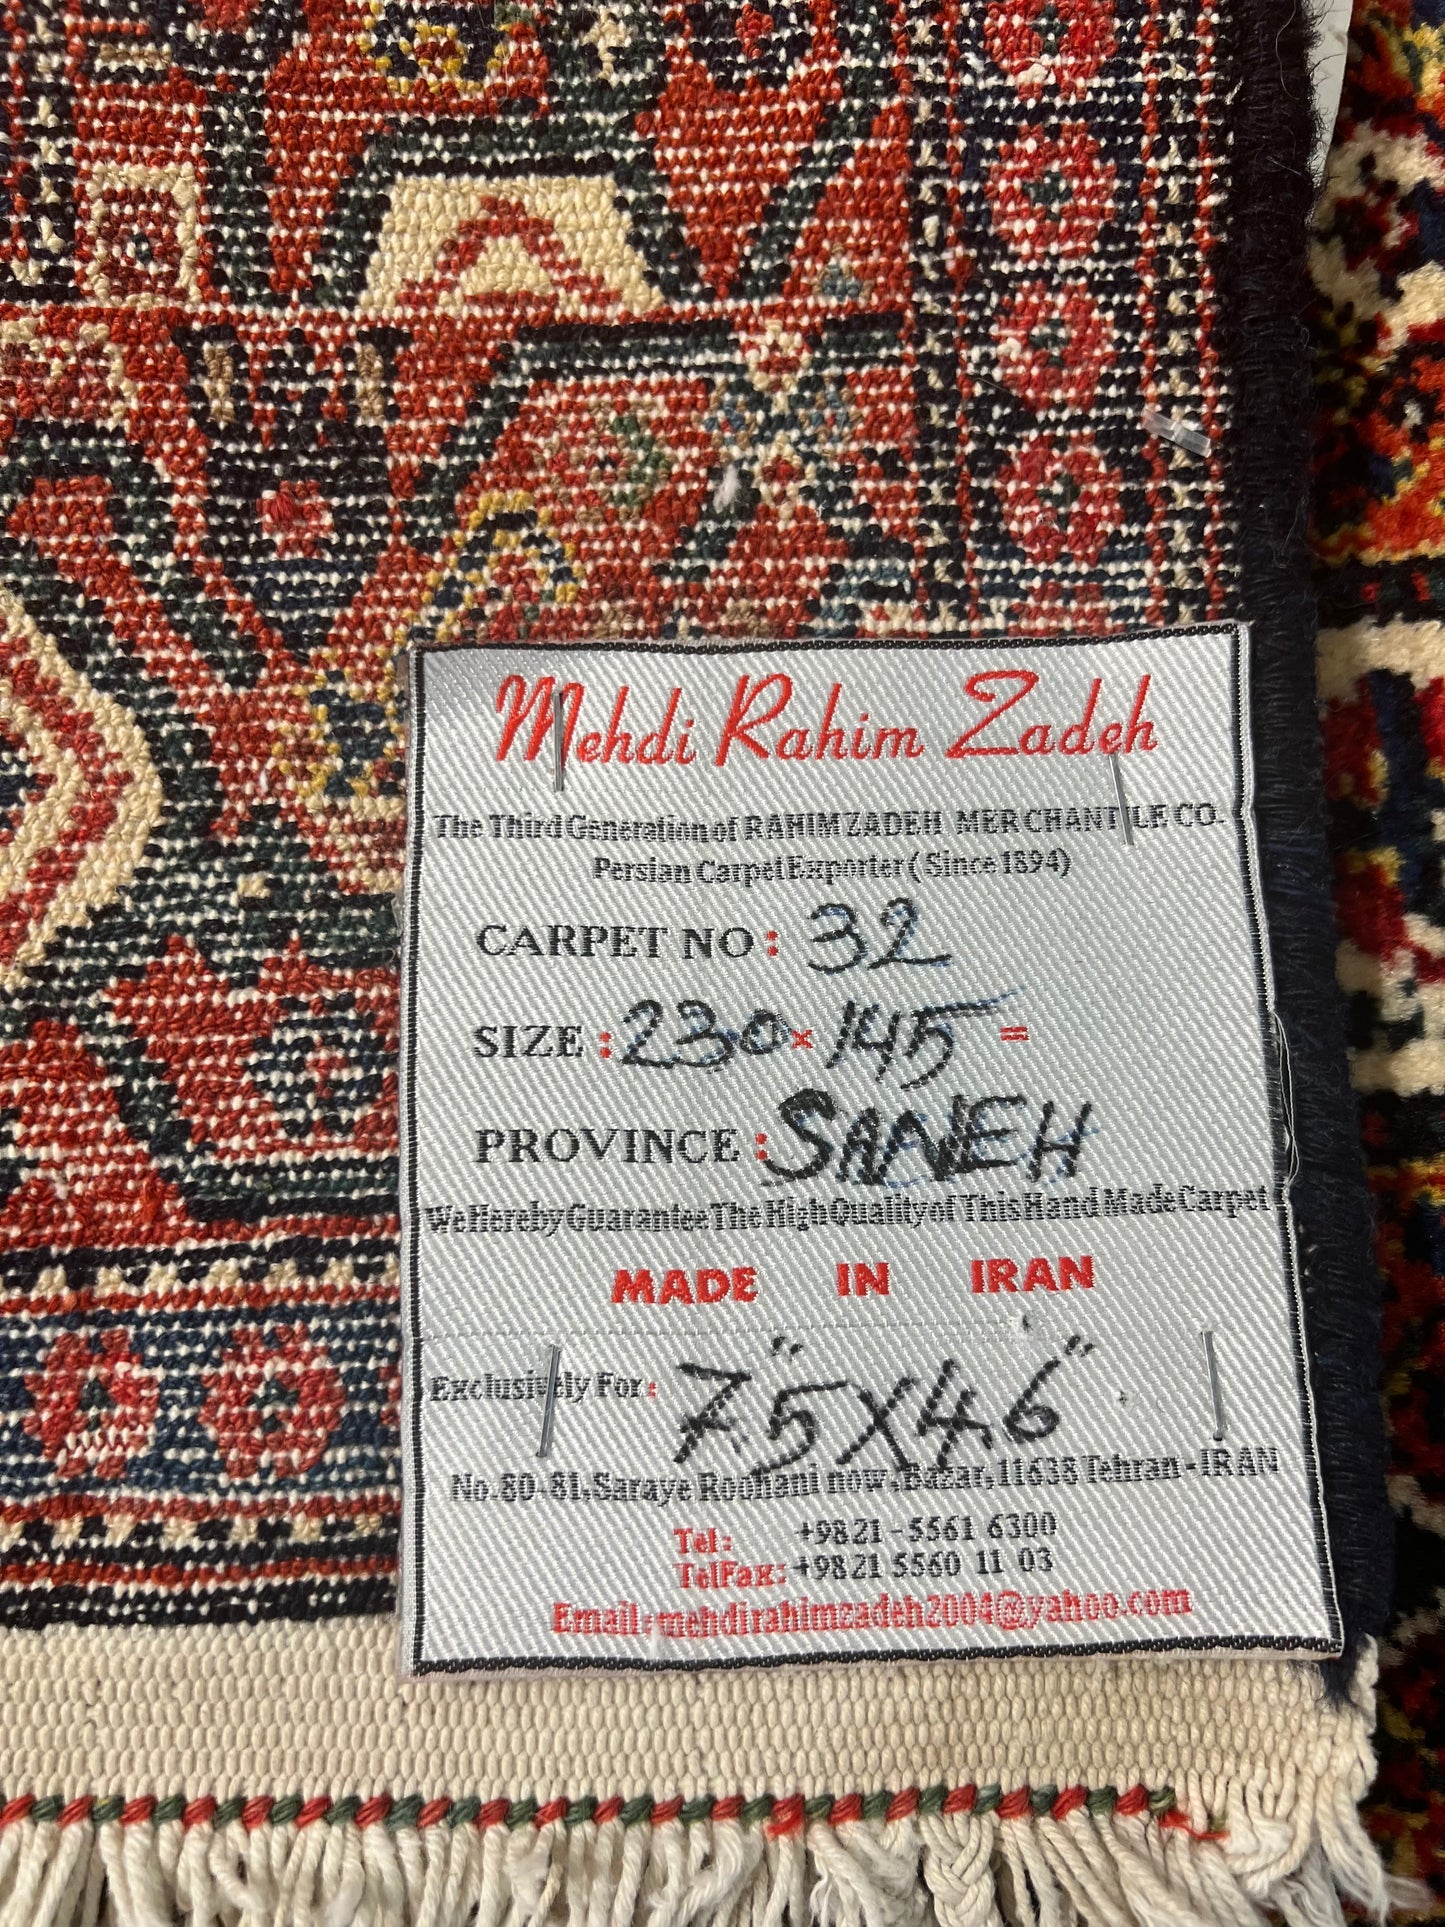 Mehdi Rahim Zadeh
The Third Generation of RAHIMZADEH MERCHANTILE CO.
Persian Carpet Exporter ( Since 1894)
CARPET NO : 32
SIZE : 230 × 145 =
PROVINCE : SANEH
We Hereby Guarantee The High Quality of This Hand Made Carpet
MADE IN IRAN
Exclusively For : 7.5" X 4.6"
No. 80-81, Saraye Roohani now, Bazar, 11638 Tehran - IRAN
Tel: +9821 - 5561 6300
TelFax: +9821 5560 11 03
Email: mehdirahimzadeh2004@yahoo.com